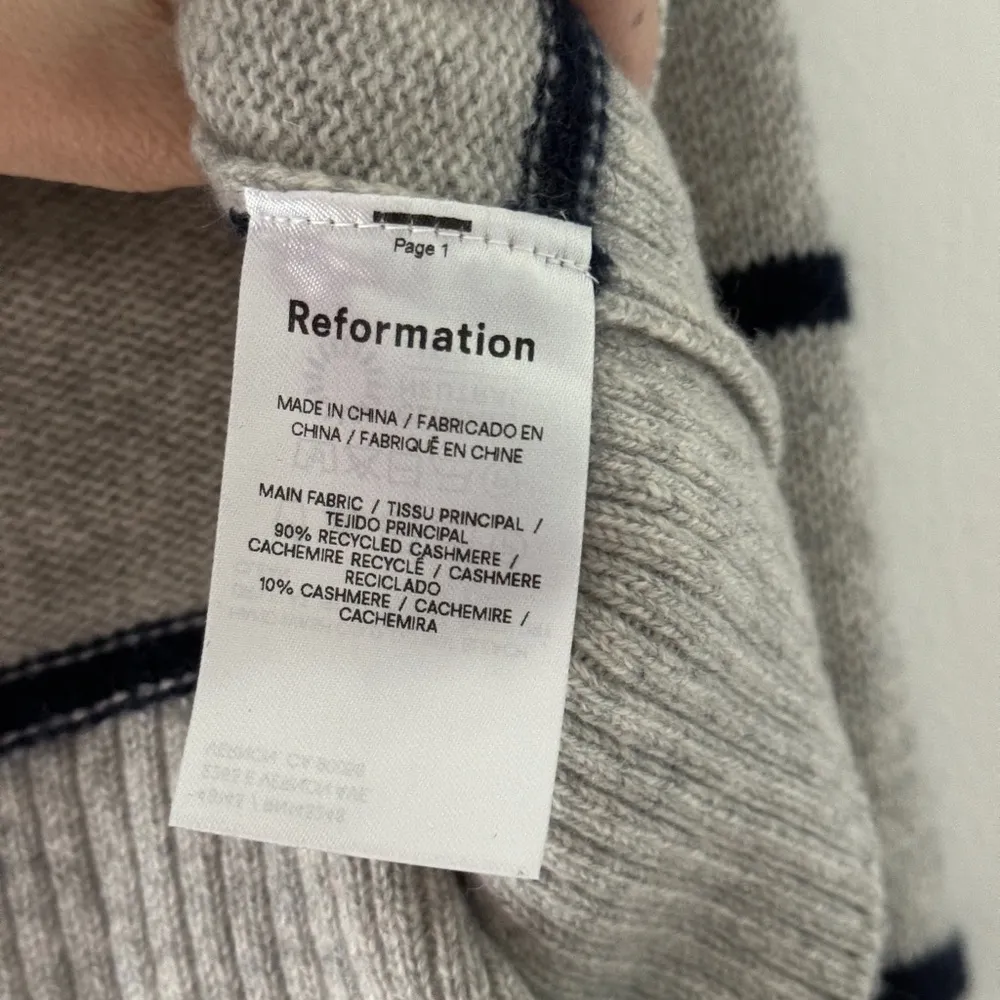 Page 1
Reformation
MADE IN CHINA / FABRICADO EN
CHINA / FABRIQUÉ EN CHINE
MAIN FABRIC / TISSU PRINCIPAL /
TEJIDO PRINCIPAL
90% RECYCLED CASHMERE /
CACHEMIRE RECYCLÉ / CASHMERE
RECICLADO
10% CASHMERE / CACHEMIRE /
CACHEMIRA